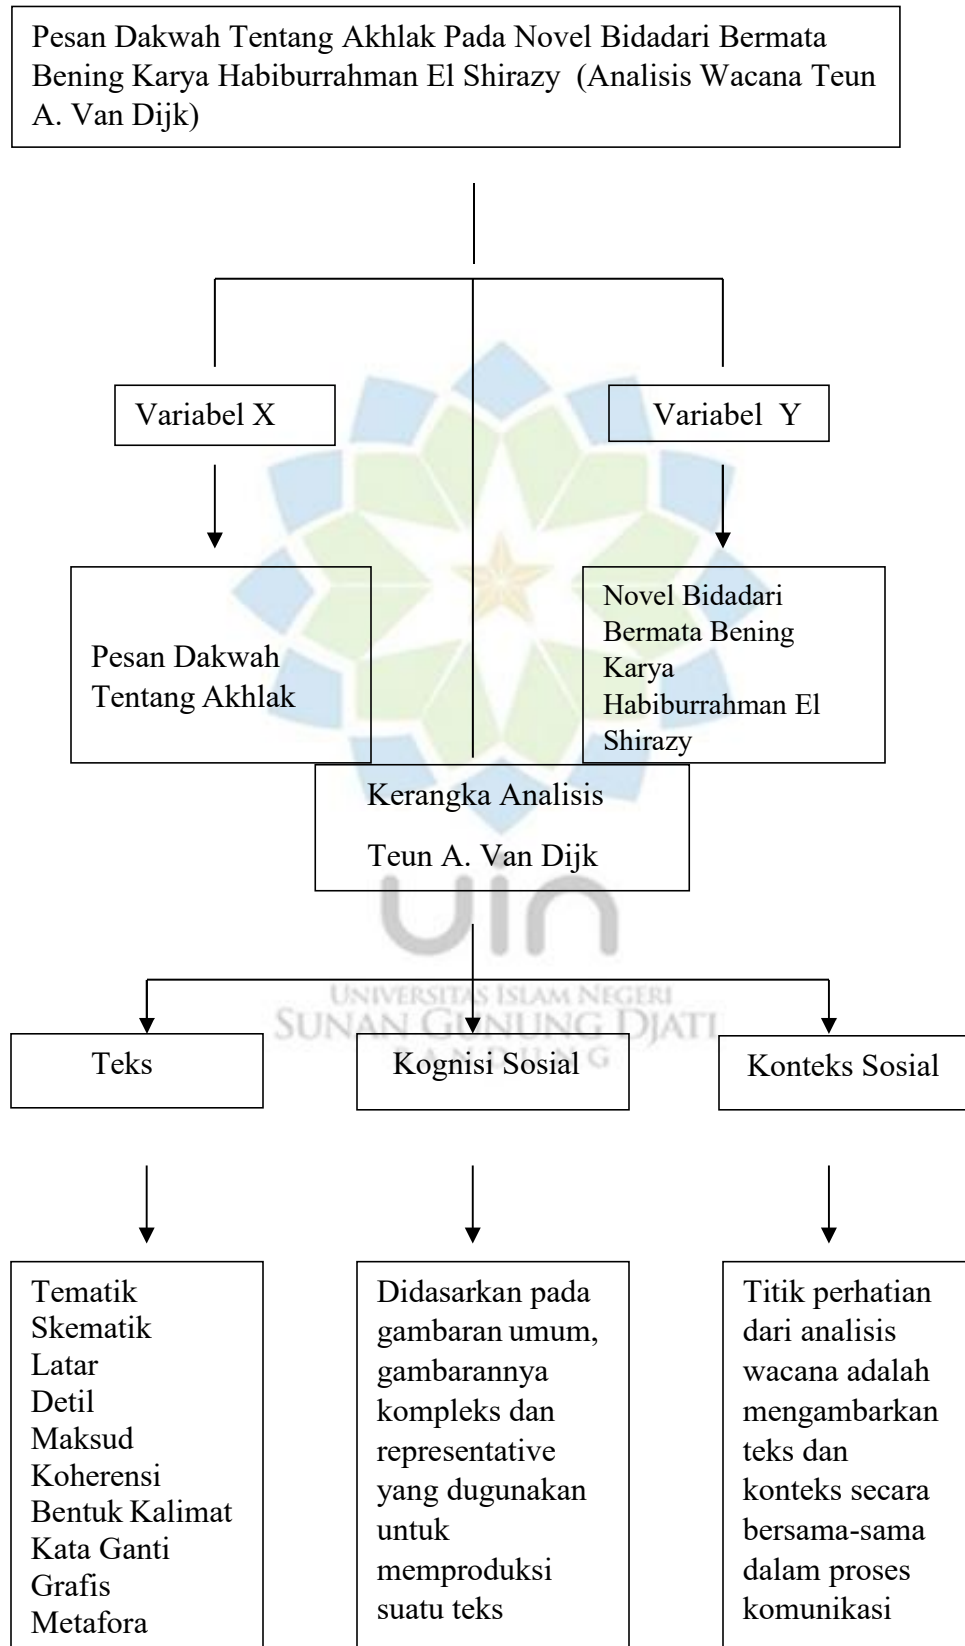 Pesan Dakwah Tentang Akhlak Pada Novel Bidadari Bermata
Bening Karya Habiburrahman El Shirazy (Analisis Wacana Teun
A. Van Dijk)
Variabel X
Variabel Y
Pesan Dakwah
Tentang Akhlak
Novel Bidadari
Bermata Bening
Karya
Habiburrahman El
Shirazy
Kerangka Analisis
Teun A. Van Dijk
uin
UNIVERSITAS ISLAM NEGERI
SUNAN GUNUNG DJATI
BANDUNG
Teks
Kognisi Sosial
Konteks Sosial
Tematik
Skematik
Latar
Detil
Maksud
Koherensi
Bentuk Kalimat
Kata Ganti
Grafis
Metafora
Didasarkan pada
gambaran umum,
gambarannya
kompleks dan
representative
yang dugunakan
untuk
memproduksi
suatu teks
Titik perhatian
dari analisis
wacana adalah
mengambarkan
teks dan
konteks secara
bersama-sama
dalam proses
komunikasi